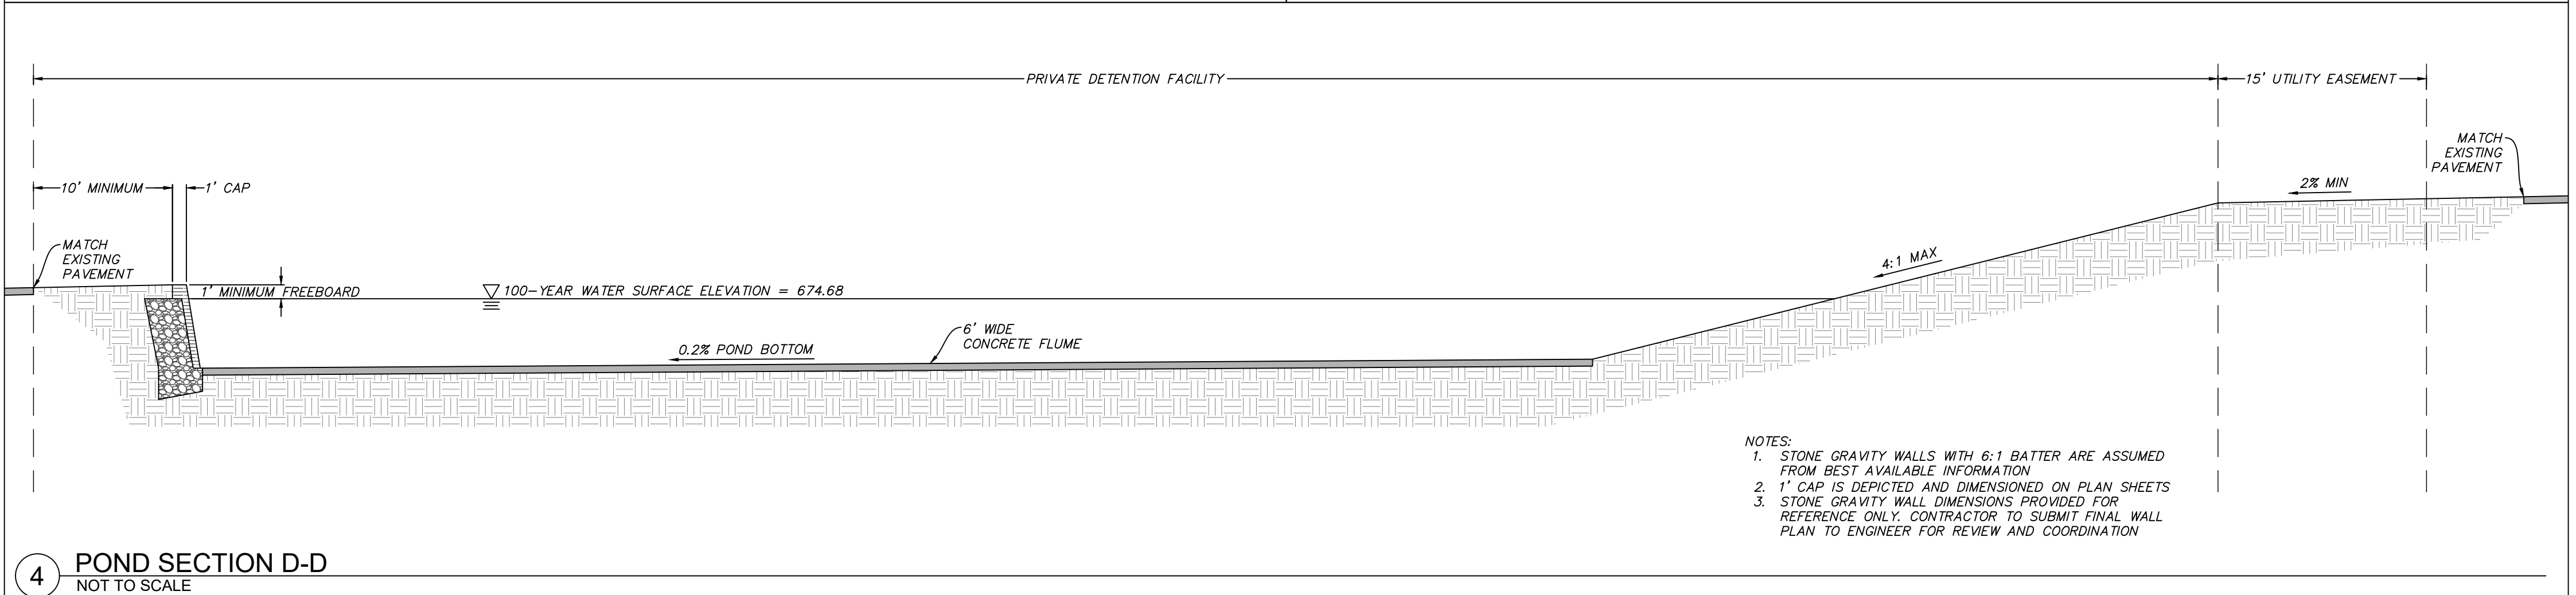 PRIVATE DETENTION FACILITY
15' UTILITY EASEMENT
MATCH
EXISTING
PAVEMENT
10' MINIMUM
1' CAP
2% MIN
MATCH
EXISTING
PAVEMENT
4:1 MAX
1' MINIMUM FREEBOARD
100-YEAR WATER SURFACE ELEVATION = 674.68
6' WIDE
CONCRETE FLUME
0.2% POND BOTTOM
NOTES:
1. STONE GRAVITY WALLS WITH 6:1 BATTER ARE ASSUMED
FROM BEST AVAILABLE INFORMATION
2. 1' CAP IS DEPICTED AND DIMENSIONED ON PLAN SHEETS
3. STONE GRAVITY WALL DIMENSIONS PROVIDED FOR
REFERENCE ONLY. CONTRACTOR TO SUBMIT FINAL WALL
PLAN TO ENGINEER FOR REVIEW AND COORDINATION
4 POND SECTION D-D
NOT TO SCALE